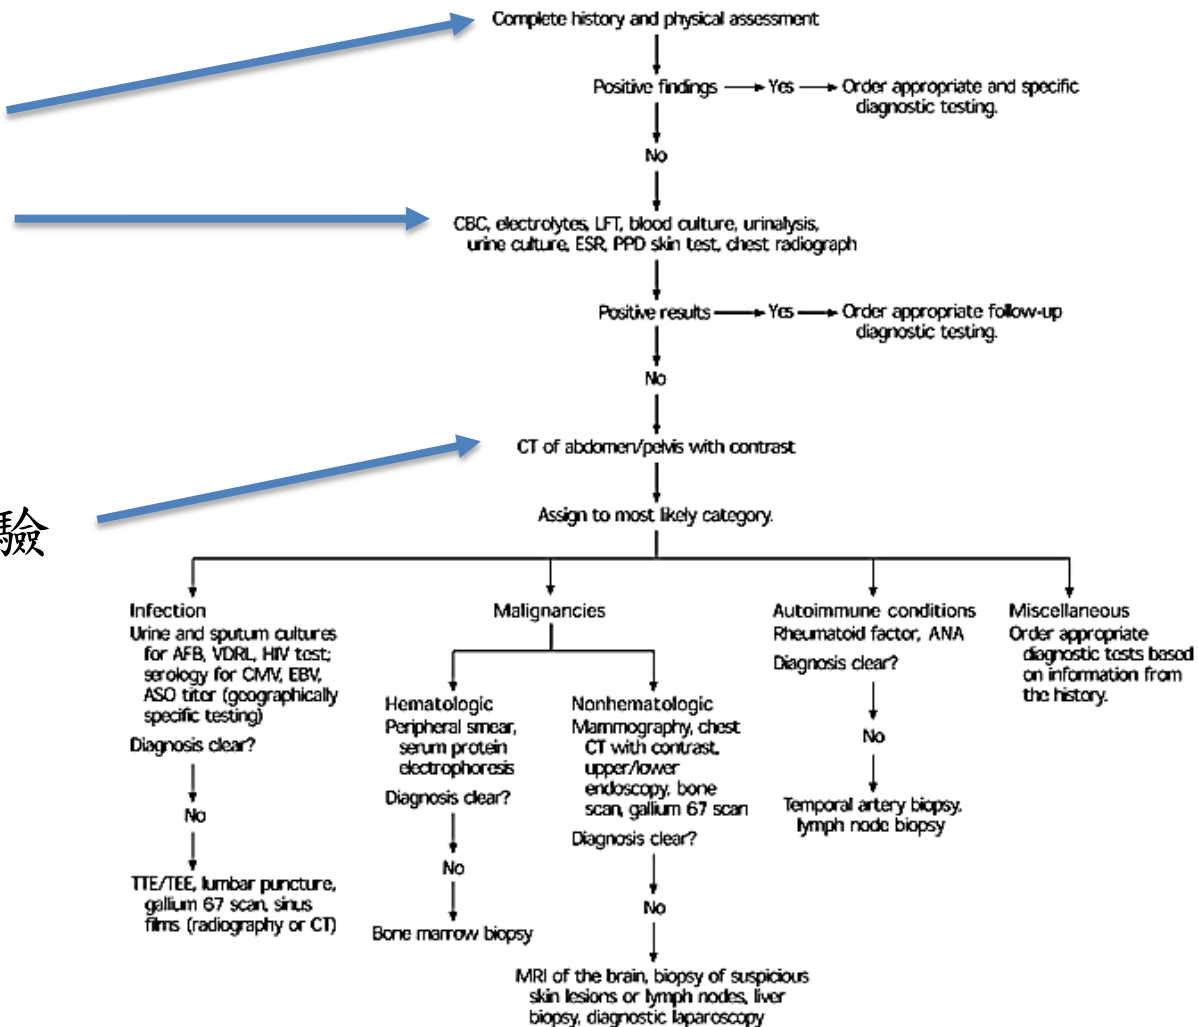 Complete history and physical assessment
Positive findings
Yes
Order appropriate and specific
diagnostic testing.
No
CBC, electrolytes, LFT, blood culture, urinalysis,
urine culture, ESR, PPD skin test, chest radiograph
Positive results
Yes
Order appropriate follow-up
diagnostic testing.
No
CT of abdomen/pelvis with contrast
驗
Assign to most likely category.
Infection
Urine and sputum cultures
for AFB, VDRL, HIV test;
serology for CMV, EBV,
ASO titer (geographically
specific testing)
Diagnosis clear?
No
TTE/TEE, lumbar puncture,
gallium 67 scan, sinus
films (radiography or CT)
Malignancies
Hematologic
Peripheral smear,
serum protein
electrophoresis
Diagnosis clear?
No
Bone marrow biopsy
Nonhematologic
Mammography, chest
CT with contrast,
upper/lower
endoscopy, bone
scan, gallium 67 scan
Diagnosis clear?
No
MRI of the brain, biopsy of suspicious
skin lesions or lymph nodes, liver
biopsy, diagnostic laparoscopy
Autoimmune conditions
Rheumatoid factor, ANA
Diagnosis clear?
No
Temporal artery biopsy,
lymph node biopsy
Miscellaneous
Order appropriate
diagnostic tests based
on information from
the history.